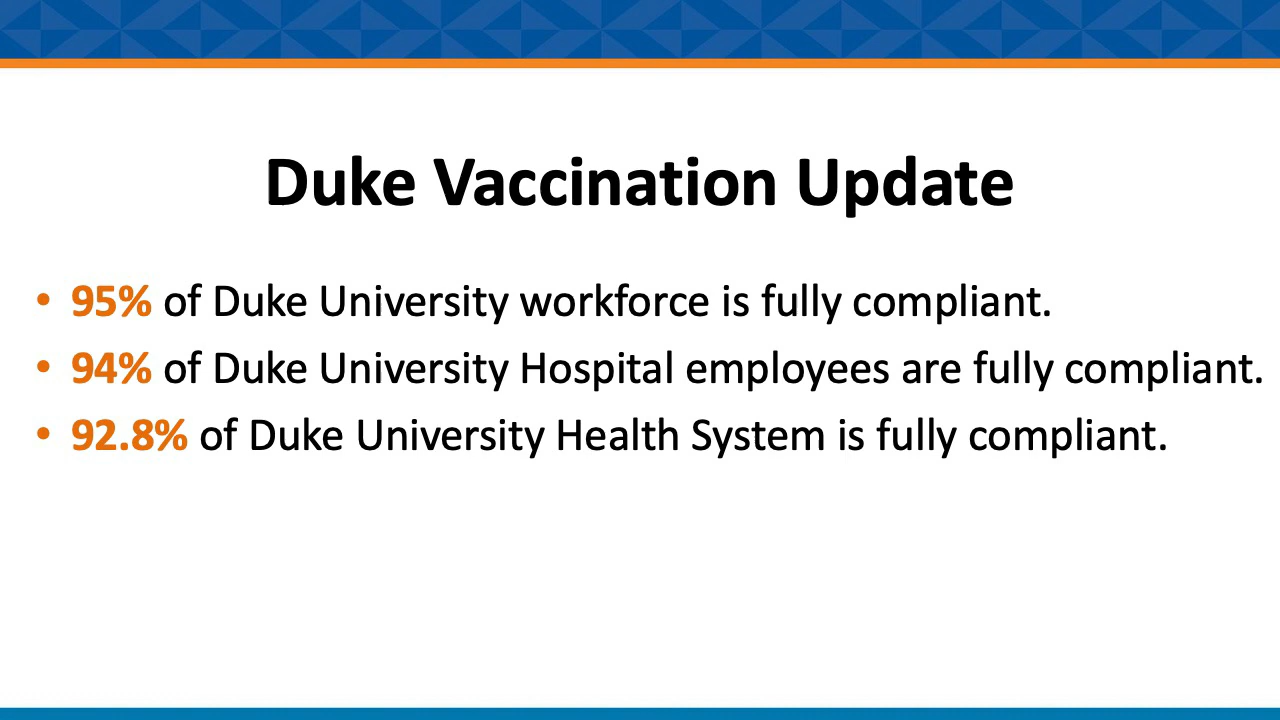 Duke Vaccination Update
• 95% of Duke University workforce is fully compliant.
• 94% of Duke University Hospital employees are fully compliant.
• 92.8% of Duke University Health System is fully compliant.